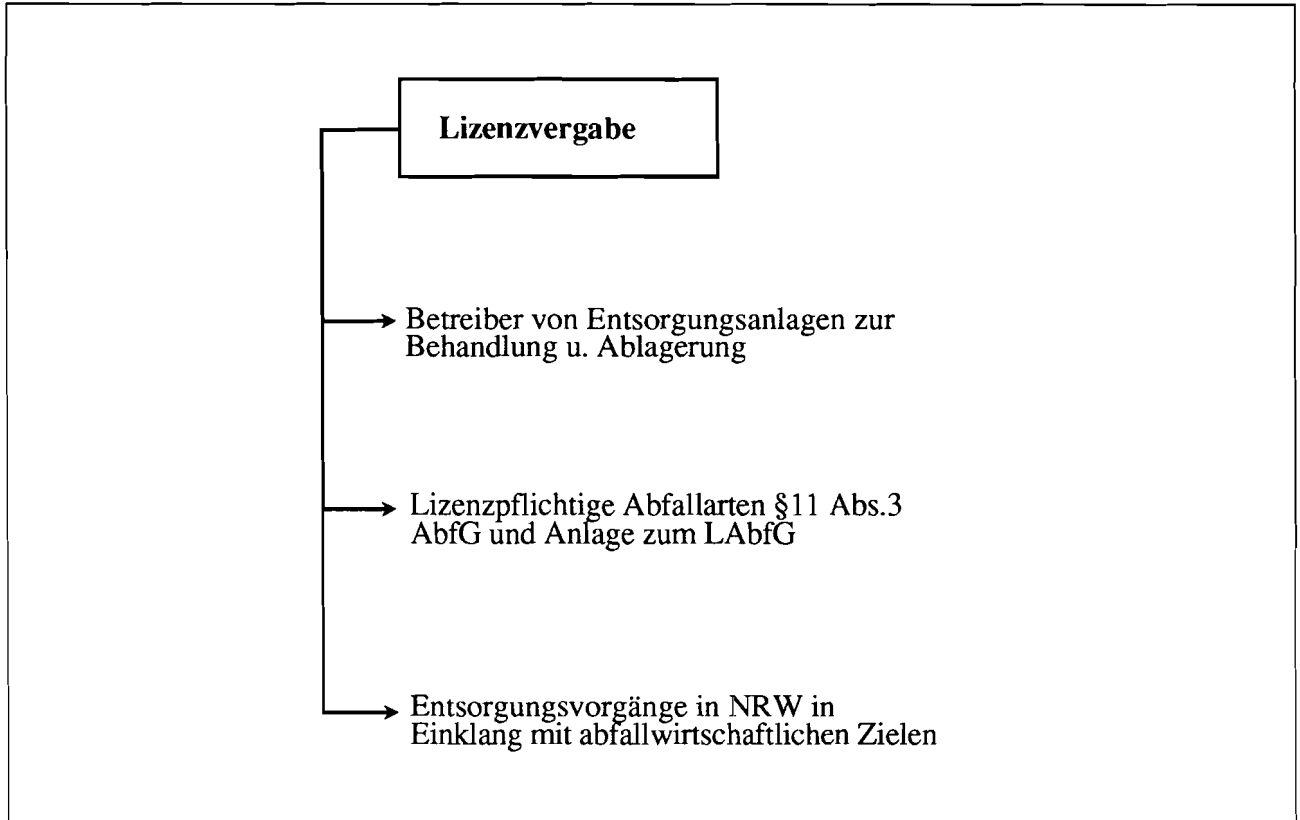 Lizenzvergabe
Betreiber von Entsorgungsanlagen zur
Behandlung u. Ablagerung
Lizenzpflichtige Abfallarten §11 Abs.3
AbfG und Anlage zum LAbfG
Entsorgungsvorgänge in NRW in
Einklang mit abfallwirtschaftlichen Zielen